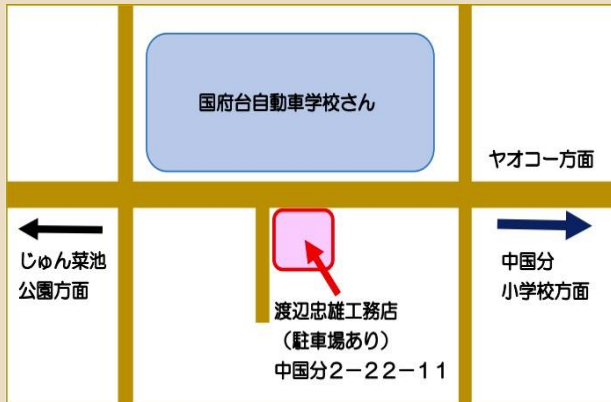 国府台自動車学校さん
ヤオコー方面
じゅん菜池
公園方面
中国分
小学校方面
渡辺忠雄工務店
（駐車場あり）
中国分２－２２－１１